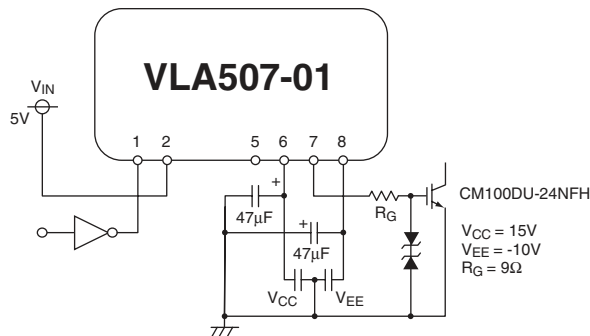 VLA507-01
VIN
5V
1 2 5 6 7 8
+
47µF
+
47µF
RG
CM100DU-24NFH
VCC = 15V
VEE = -10V
RG = 9Ω
VCC VEE